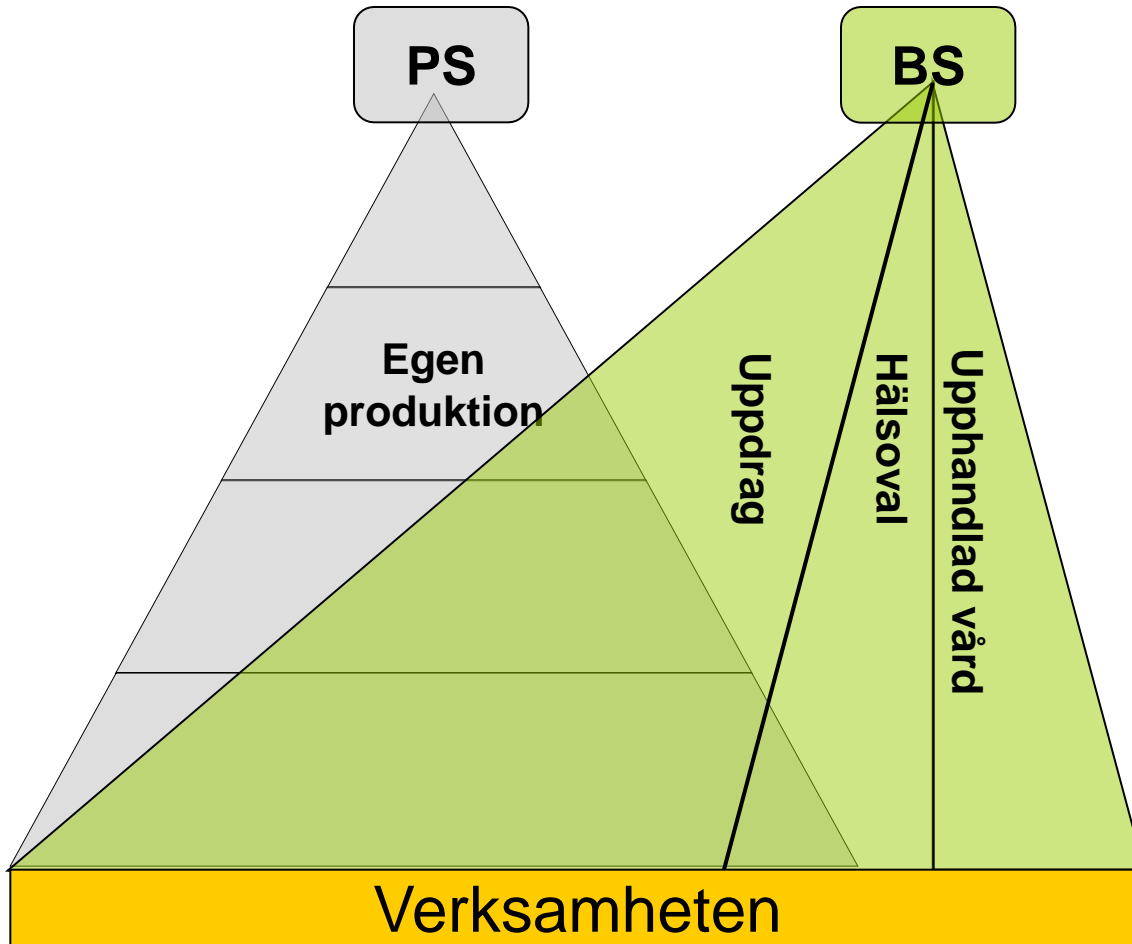 PS
BS
Egen
produktion
Uppdrag
Hälsoval
Upphandlad vård
Verksamheten